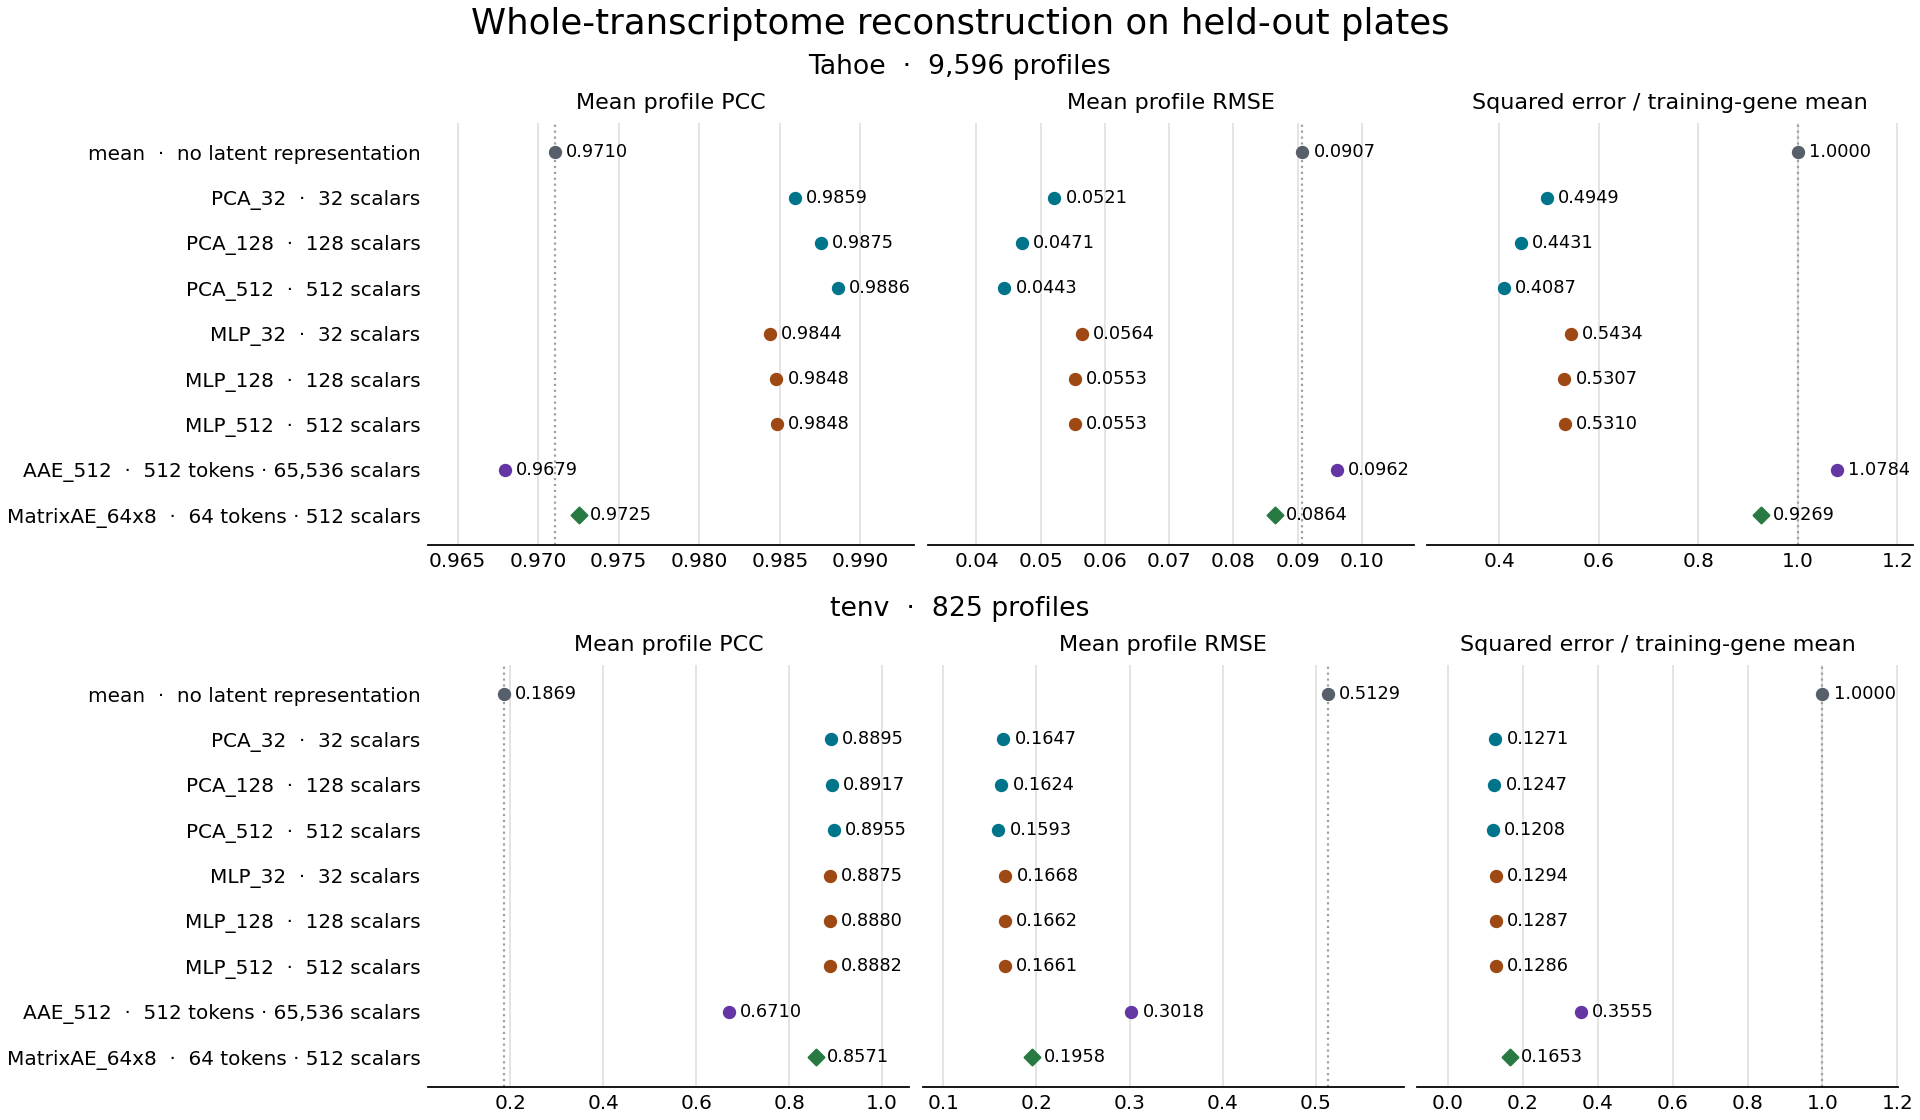 Whole-transcriptome reconstruction on held-out plates
Tahoe · 9,596 profiles
Mean profile PCC Mean profile RMSE Squared error / training-gene mean
mean · no latent representation 0.9710 0.0907 1.0000
PCA_32 · 32 scalars 0.9859 0.0521 0.4949
PCA_128 · 128 scalars 0.9875 0.0471 0.4431
PCA_512 · 512 scalars 0.9886 0.0443 0.4087
MLP_32 · 32 scalars 0.9844 0.0564 0.5434
MLP_128 · 128 scalars 0.9848 0.0553 0.5307
MLP_512 · 512 scalars 0.9848 0.0553 0.5310
AAE_512 · 512 tokens · 65,536 scalars 0.9679 0.0962 1.0784
MatrixAE_64x8 · 64 tokens · 512 scalars 0.9725 0.0864 0.9269
0.965 0.970 0.975 0.980 0.985 0.990 0.04 0.05 0.06 0.07 0.08 0.09 0.10 0.4 0.6 0.8 1.0 1.2
tenv · 825 profiles
Mean profile PCC Mean profile RMSE Squared error / training-gene mean
mean · no latent representation 0.1869 0.5129 1.0000
PCA_32 · 32 scalars 0.8895 0.1647 0.1271
PCA_128 · 128 scalars 0.8917 0.1624 0.1247
PCA_512 · 512 scalars 0.8955 0.1593 0.1208
MLP_32 · 32 scalars 0.8875 0.1668 0.1294
MLP_128 · 128 scalars 0.8880 0.1662 0.1287
MLP_512 · 512 scalars 0.8882 0.1661 0.1286
AAE_512 · 512 tokens · 65,536 scalars 0.6710 0.3018 0.3555
MatrixAE_64x8 · 64 tokens · 512 scalars 0.8571 0.1958 0.1653
0.2 0.4 0.6 0.8 1.0 0.1 0.2 0.3 0.4 0.5 0.0 0.2 0.4 0.6 0.8 1.0 1.2